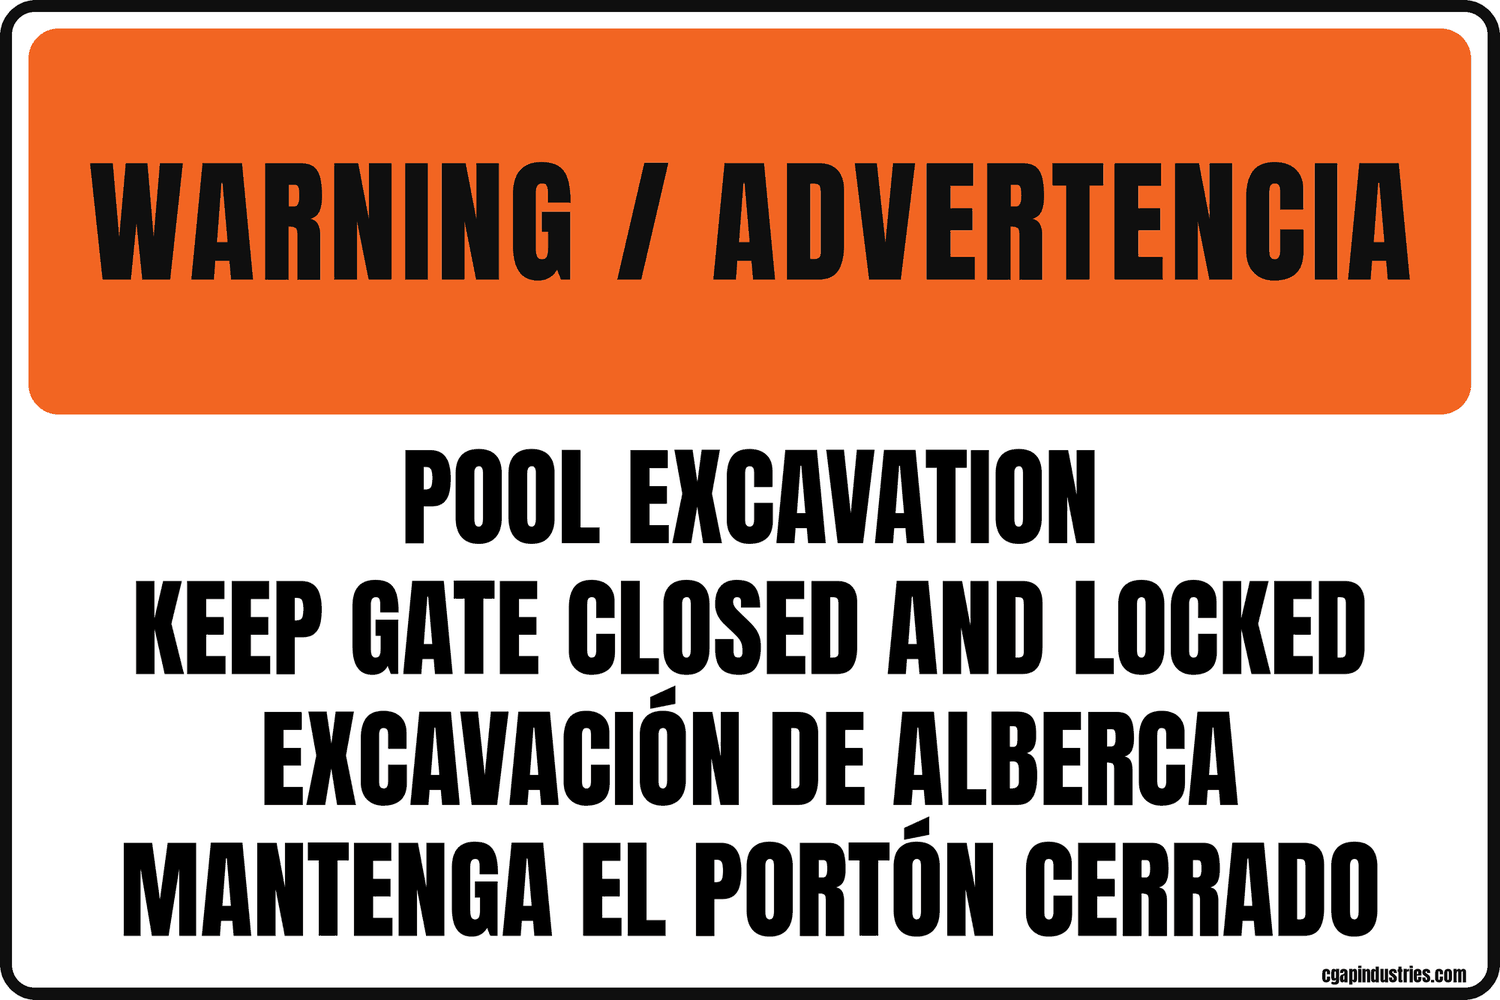 WARNING / ADVERTENCIA
POOL EXCAVATION
KEEP GATE CLOSED AND LOCKED
EXCAVACIÓN DE ALBERCA
MANTENGA EL PORTÓN CERRADO
cgapindustries.com